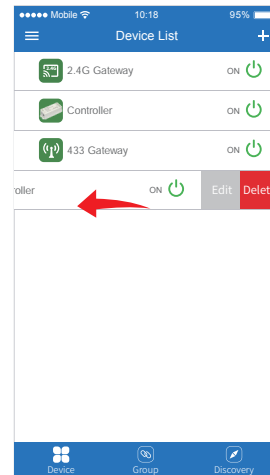 ●●●●● Mobile 10:18 95%
Device List +
2.4G Gateway ON
Controller ON
433 Gateway ON
oller ON Edit Delet
Device Group Discovery